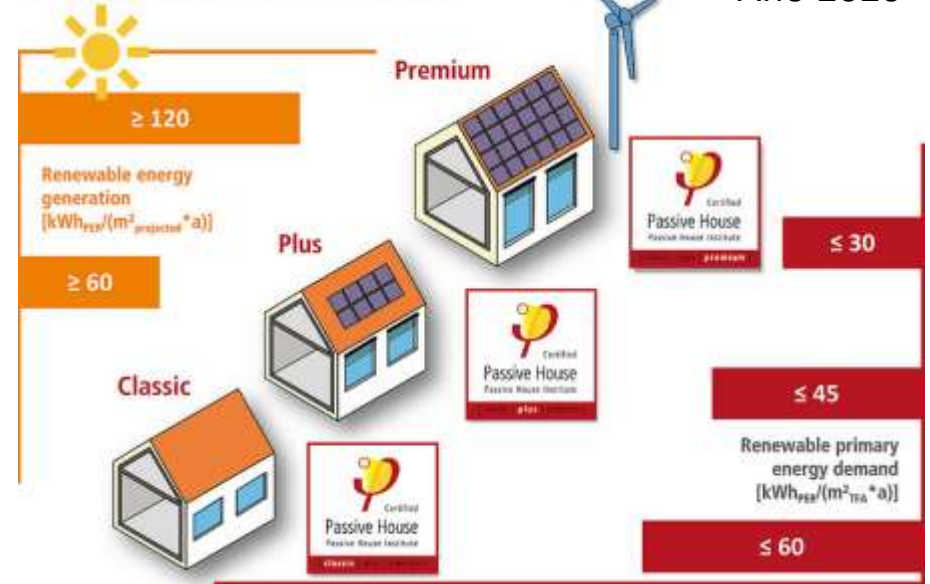 Premium
≥ 120
Renewable energy
generation
[kWhPER/(m²projected*a)]
Certified
Passive House
Passive House Institute
premium
≤ 30
Plus
≥ 60
Certified
Passive House
Passive House Institute
plus
≤ 45
Classic
Renewable primary
energy demand
[kWhPER/(m²TFA*a)]
Certified
Passive House
Passive House Institute
classic
≤ 60